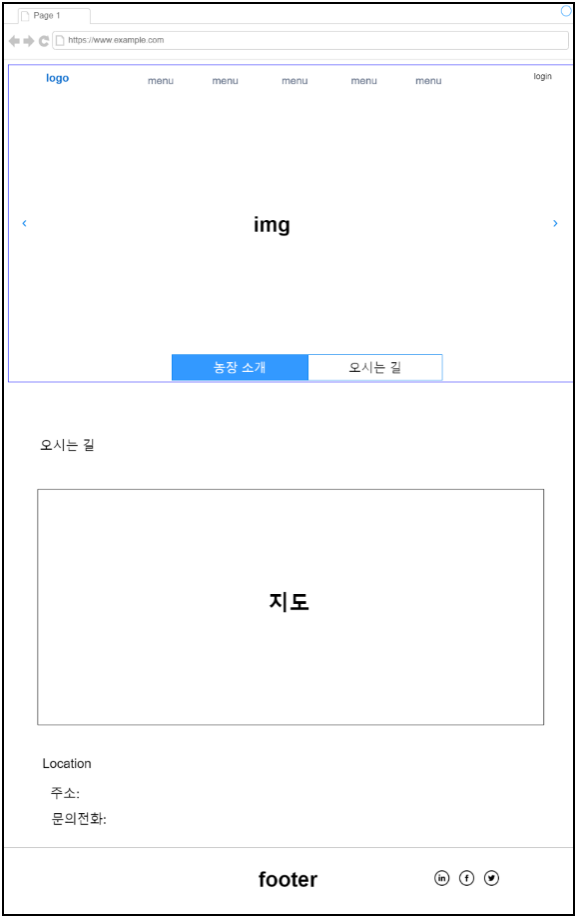 Page 1
https://www.example.com
logo menu menu menu menu menu login
img
농장 소개 오시는 길
오시는 길
지도
Location
주소:
문의전화:
footer in f